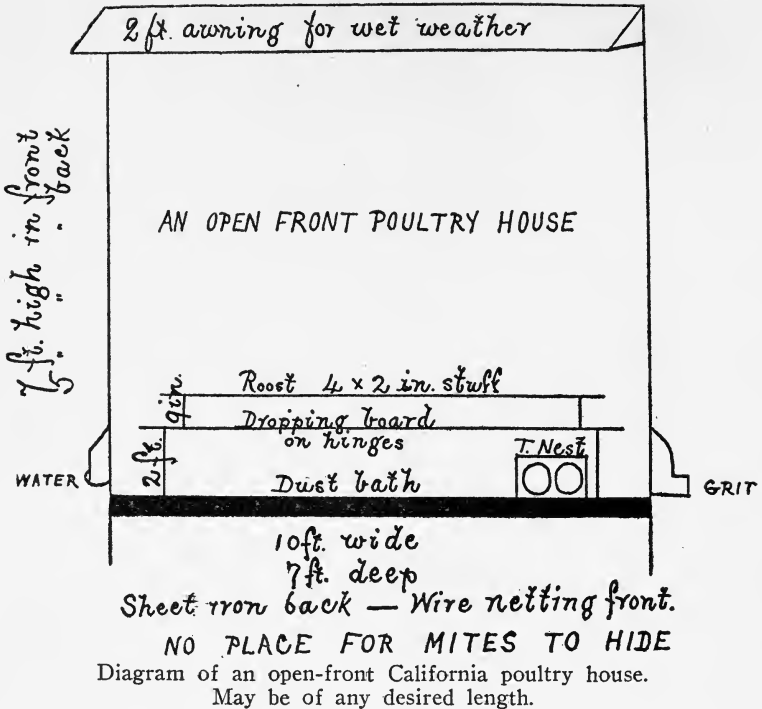 2 ft. awning for wet weather
7 ft. high in front
5 " " " back
AN OPEN FRONT POULTRY HOUSE
Roost 4 x 2 in. stuff
9 in.
Dropping board
on hinges
2 ft.
T. Nest
WATER
Dust bath
GRIT
10 ft. wide
7 ft. deep
Sheet iron back — Wire netting front.
NO PLACE FOR MITES TO HIDE
Diagram of an open-front California poultry house.
May be of any desired length.